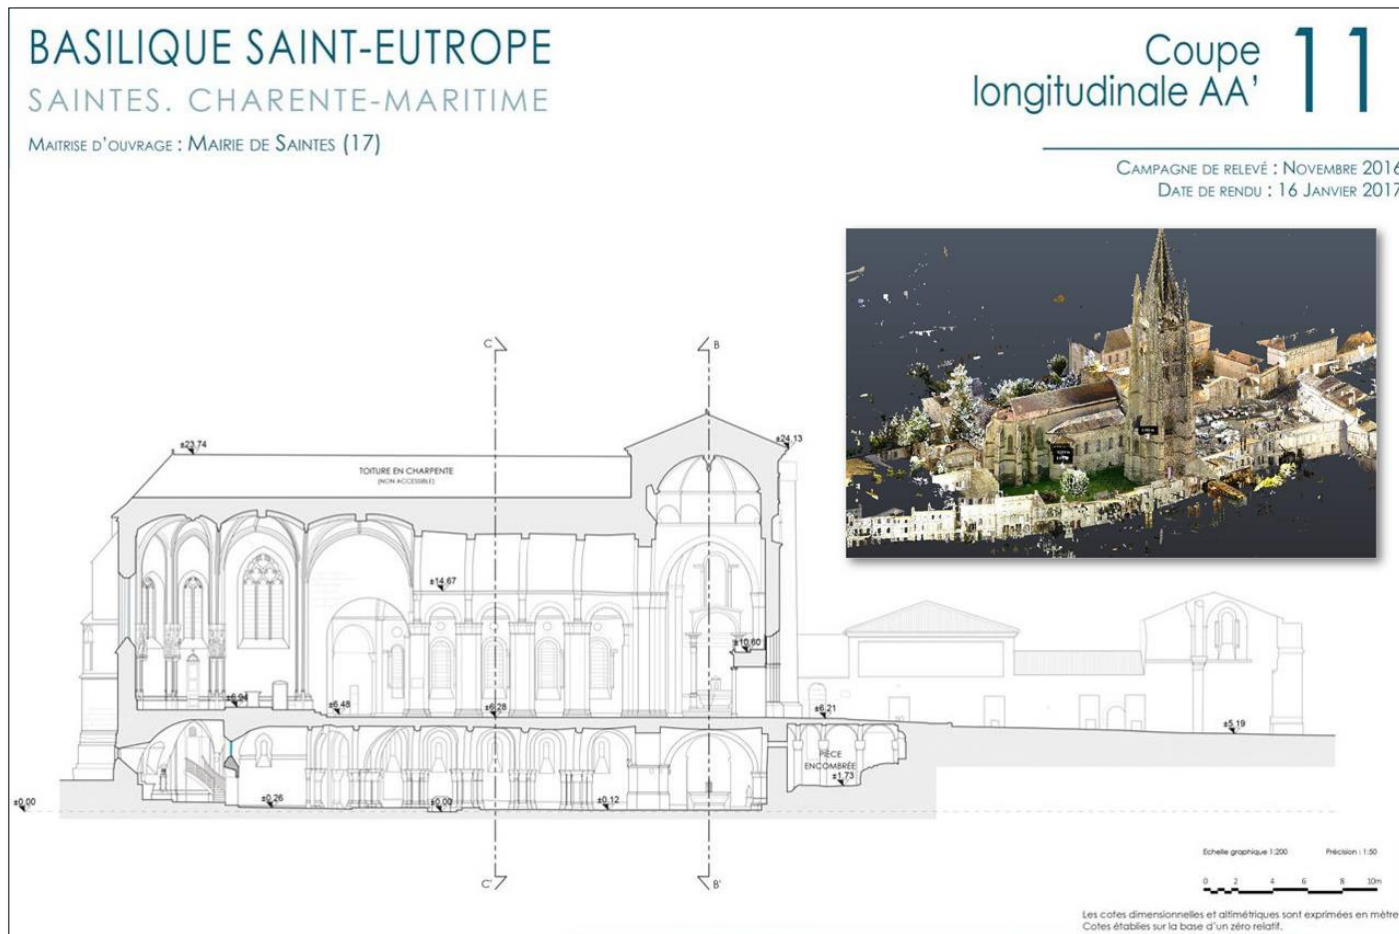 BASILIQUE SAINT-EUTROPE
SAINTES. CHARENTE-MARITIME
MAITRISE D'OUVRAGE : MAIRIE DE SAINTES (17)
Coupe
longitudinale AA'
11
CAMPAGNE DE RELEVÉ : NOVEMBRE 2016
DATE DE RENDU : 16 JANVIER 2017
C
B
±23.74
±24.13
TOITURE EN CHARPENTE
(NON ACCESSIBLE)
±14.67
±10.60
±6.94
±6.48
±6.28
±6.21
±5.19
PIÈCE
ENCOMBRÉE
±1.73
±0.00
±0.26
±0.00
±0.12
C'
B'
Echelle graphique 1:200
Précision : 1:50
0 2 4 6 8 10m
Les cotes dimensionnelles et altimétriques sont exprimées en mètre
Cotes établies sur la base d'un zéro relatif.